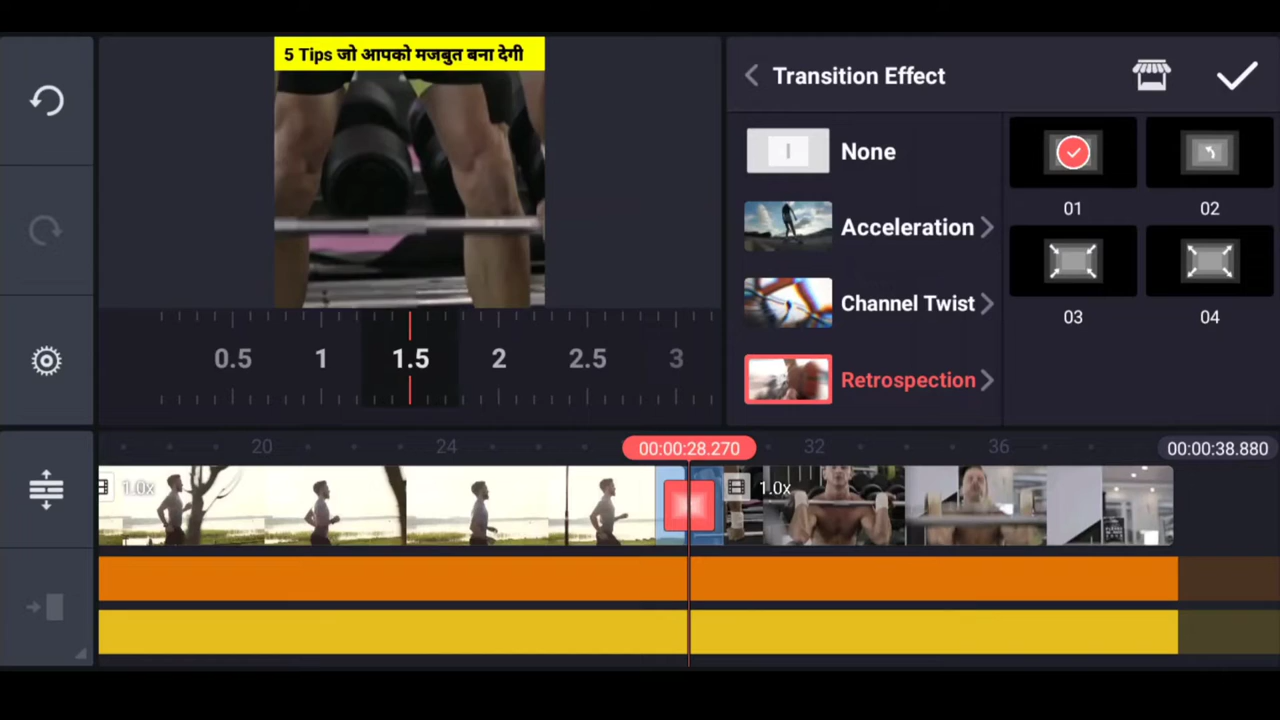 5 Tips जो आपको मजबुत बना देगी
Transition Effect
None
Acceleration
Channel Twist
Retrospection
01
02
03
04
0.5
1
1.5
2
2.5
3
20
24
00:00:28.270
32
36
00:00:38.880
1.0x
1.0x